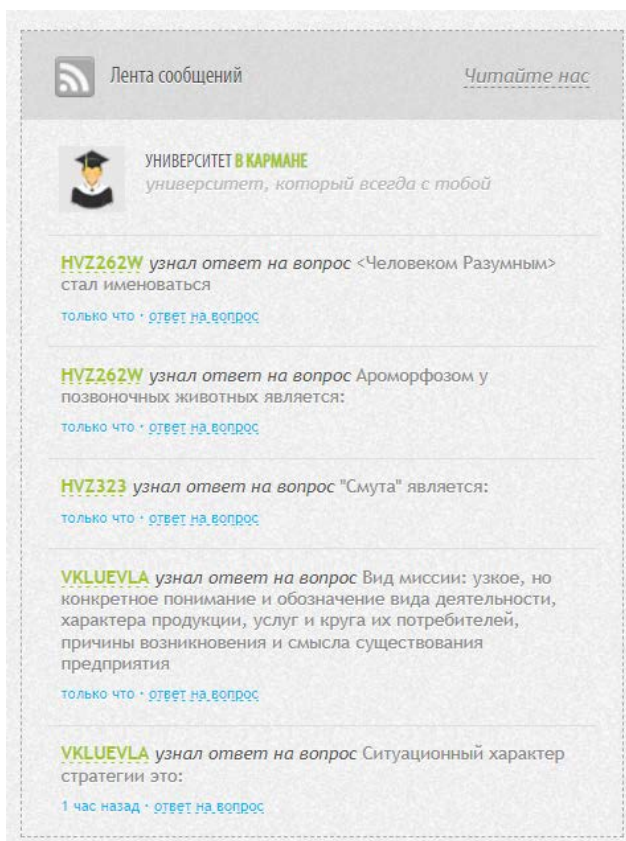 Лента сообщений
Читайте нас
УНИВЕРСИТЕТ В КАРМАНЕ
университет, который всегда с тобой
HVZ262W узнал ответ на вопрос <Человеком Разумным>
стал именоваться
только что · ответ на вопрос
HVZ262W узнал ответ на вопрос Ароморфозом у
позвоночных животных является:
только что · ответ на вопрос
HVZ323 узнал ответ на вопрос "Смута" является:
только что · ответ на вопрос
VKLUEVLA узнал ответ на вопрос Вид миссии: узкое, но
конкретное понимание и обозначение вида деятельности,
характера продукции, услуг и круга их потребителей,
причины возникновения и смысла существования
предприятия
только что · ответ на вопрос
VKLUEVLA узнал ответ на вопрос Ситуационный характер
стратегии это:
1 час назад · ответ на вопрос